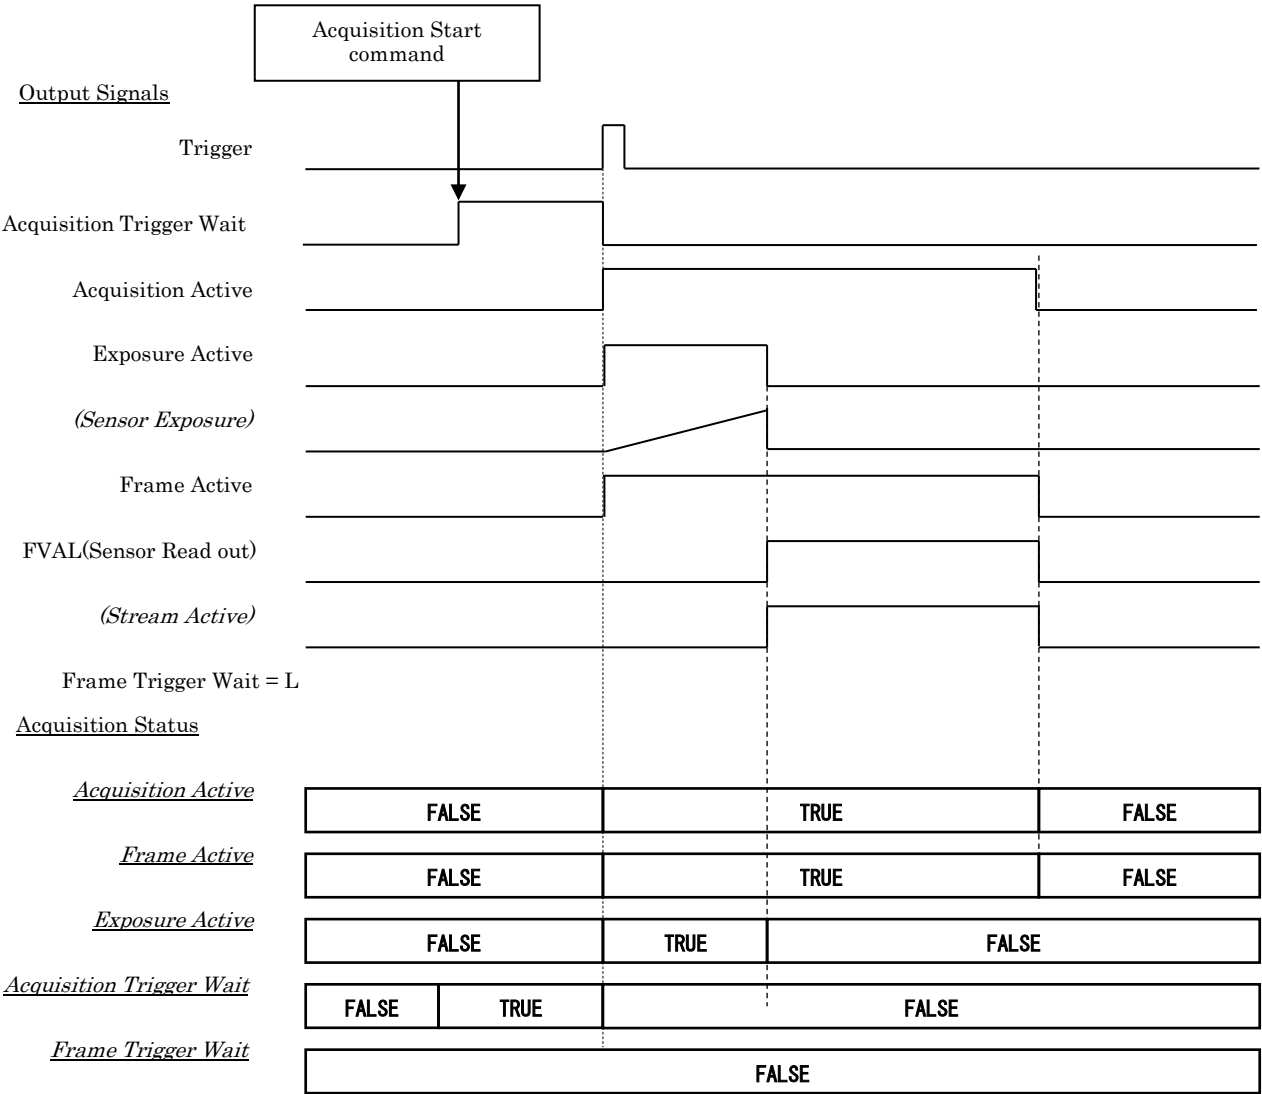 Acquisition Start
command
Output Signals
Trigger
Acquisition Trigger Wait
Acquisition Active
Exposure Active
(Sensor Exposure)
Frame Active
FVAL(Sensor Read out)
(Stream Active)
Frame Trigger Wait = L
Acquisition Status
Acquisition Active
FALSE TRUE FALSE
Frame Active
FALSE TRUE FALSE
Exposure Active
FALSE TRUE FALSE
Acquisition Trigger Wait
FALSE TRUE FALSE
Frame Trigger Wait
FALSE